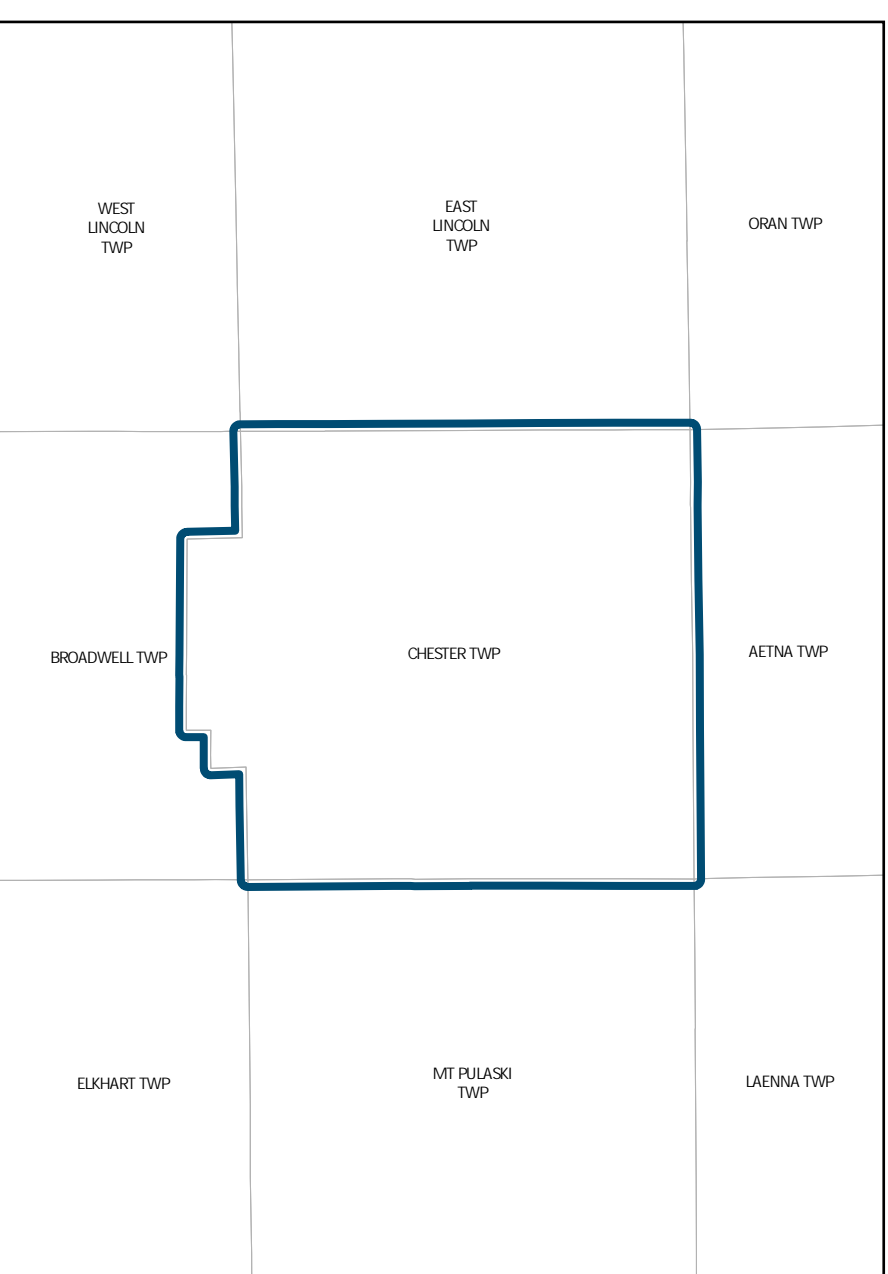 WEST
LINCOLN
TWP
EAST
LINCOLN
TWP
ORAN TWP
BROADWELL TWP
CHESTER TWP
AETNA TWP
ELKHART TWP
MT PULASKI
TWP
LAENNA TWP